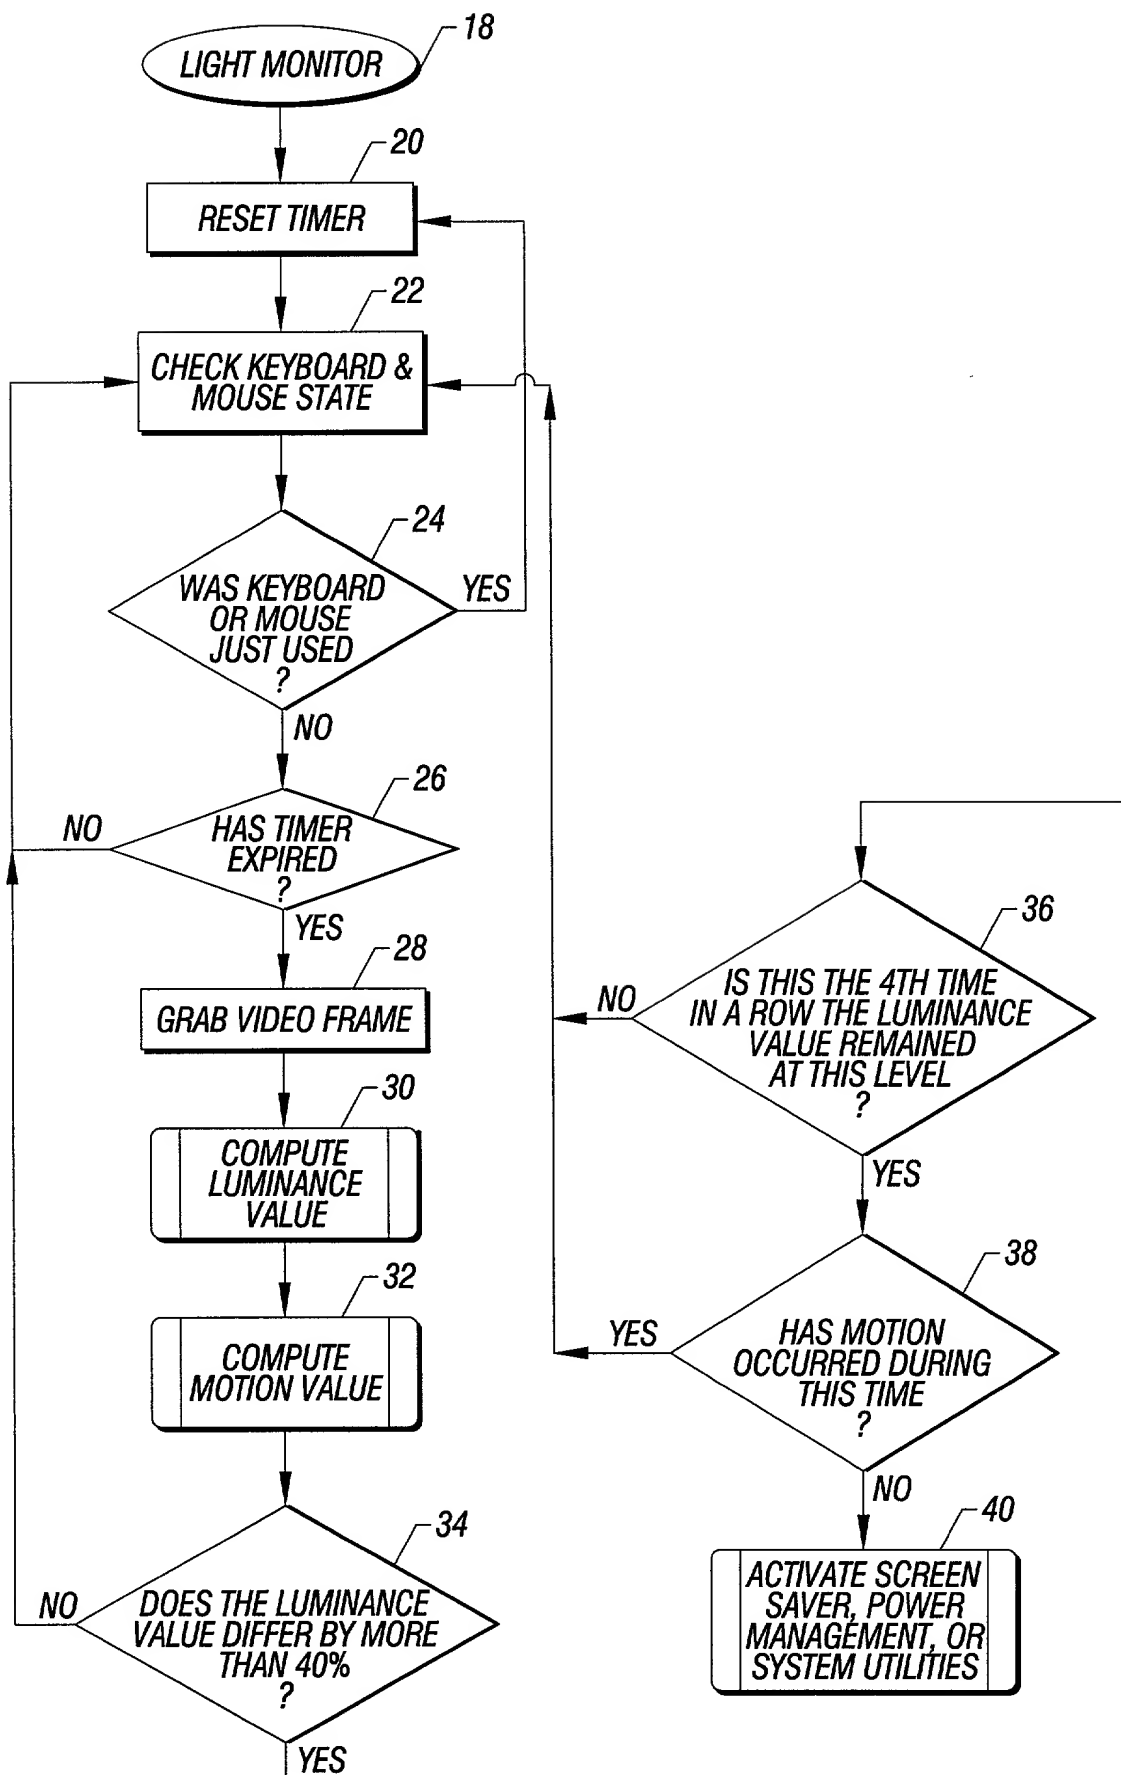 18
LIGHT MONITOR
20
RESET TIMER
22
CHECK KEYBOARD &
MOUSE STATE
24
WAS KEYBOARD
OR MOUSE
JUST USED
?
YES
NO
26
HAS TIMER
EXPIRED
?
NO
YES
28
GRAB VIDEO FRAME
30
COMPUTE
LUMINANCE
VALUE
32
COMPUTE
MOTION VALUE
34
DOES THE LUMINANCE
VALUE DIFFER BY MORE
THAN 40%
?
NO
YES
36
IS THIS THE 4TH TIME
IN A ROW THE LUMINANCE
VALUE REMAINED
AT THIS LEVEL
?
NO
YES
38
HAS MOTION
OCCURRED DURING
THIS TIME
?
YES
NO
40
ACTIVATE SCREEN
SAVER, POWER
MANAGEMENT, OR
SYSTEM UTILITIES